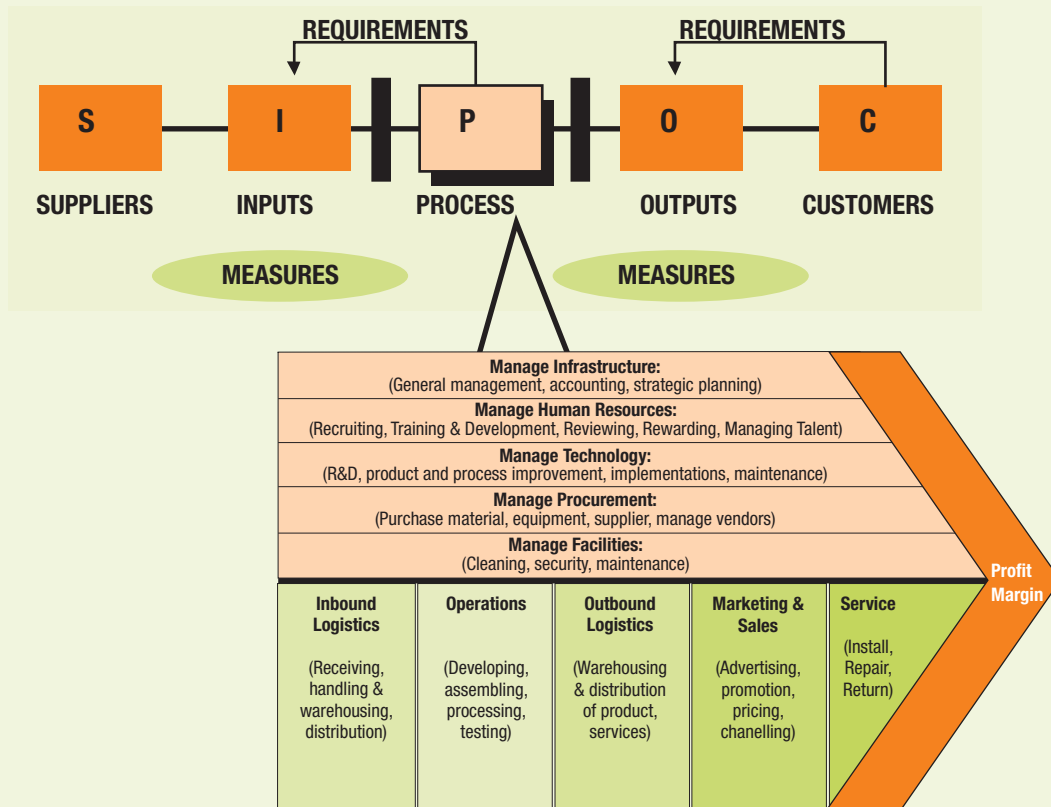 REQUIREMENTS
REQUIREMENTS
S
I
P
O
C
SUPPLIERS
INPUTS
PROCESS
OUTPUTS
CUSTOMERS
MEASURES
MEASURES
Manage Infrastructure:
(General management, accounting, strategic planning)
Manage Human Resources:
(Recruiting, Training & Development, Reviewing, Rewarding, Managing Talent)
Manage Technology:
(R&D, product and process improvement, implementations, maintenance)
Manage Procurement:
(Purchase material, equipment, supplier, manage vendors)
Manage Facilities:
(Cleaning, security, maintenance)
Profit
Margin
Inbound
Logistics
(Receiving,
handling &
warehousing,
distribution)
Operations
(Developing,
assembling,
processing,
testing)
Outbound
Logistics
(Warehousing
& distribution
of product,
services)
Marketing &
Sales
(Advertising,
promotion,
pricing,
chanelling)
Service
(Install,
Repair,
Return)